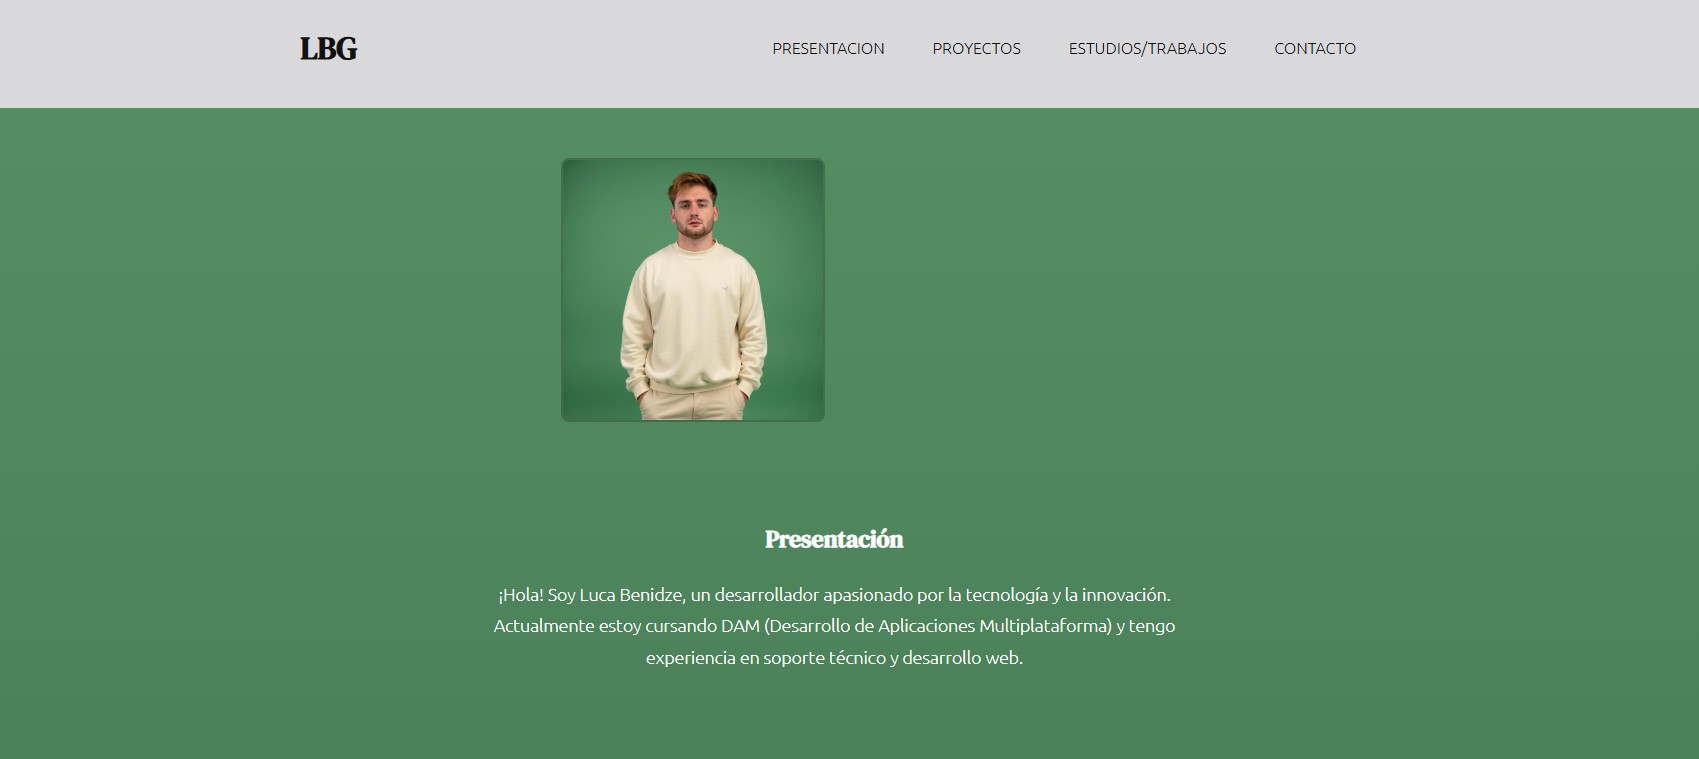 LBG
PRESENTACION PROYECTOS ESTUDIOS/TRABAJOS CONTACTO
Presentación
¡Hola! Soy Luca Benidze, un desarrollador apasionado por la tecnología y la innovación.
Actualmente estoy cursando DAM (Desarrollo de Aplicaciones Multiplataforma) y tengo
experiencia en soporte técnico y desarrollo web.